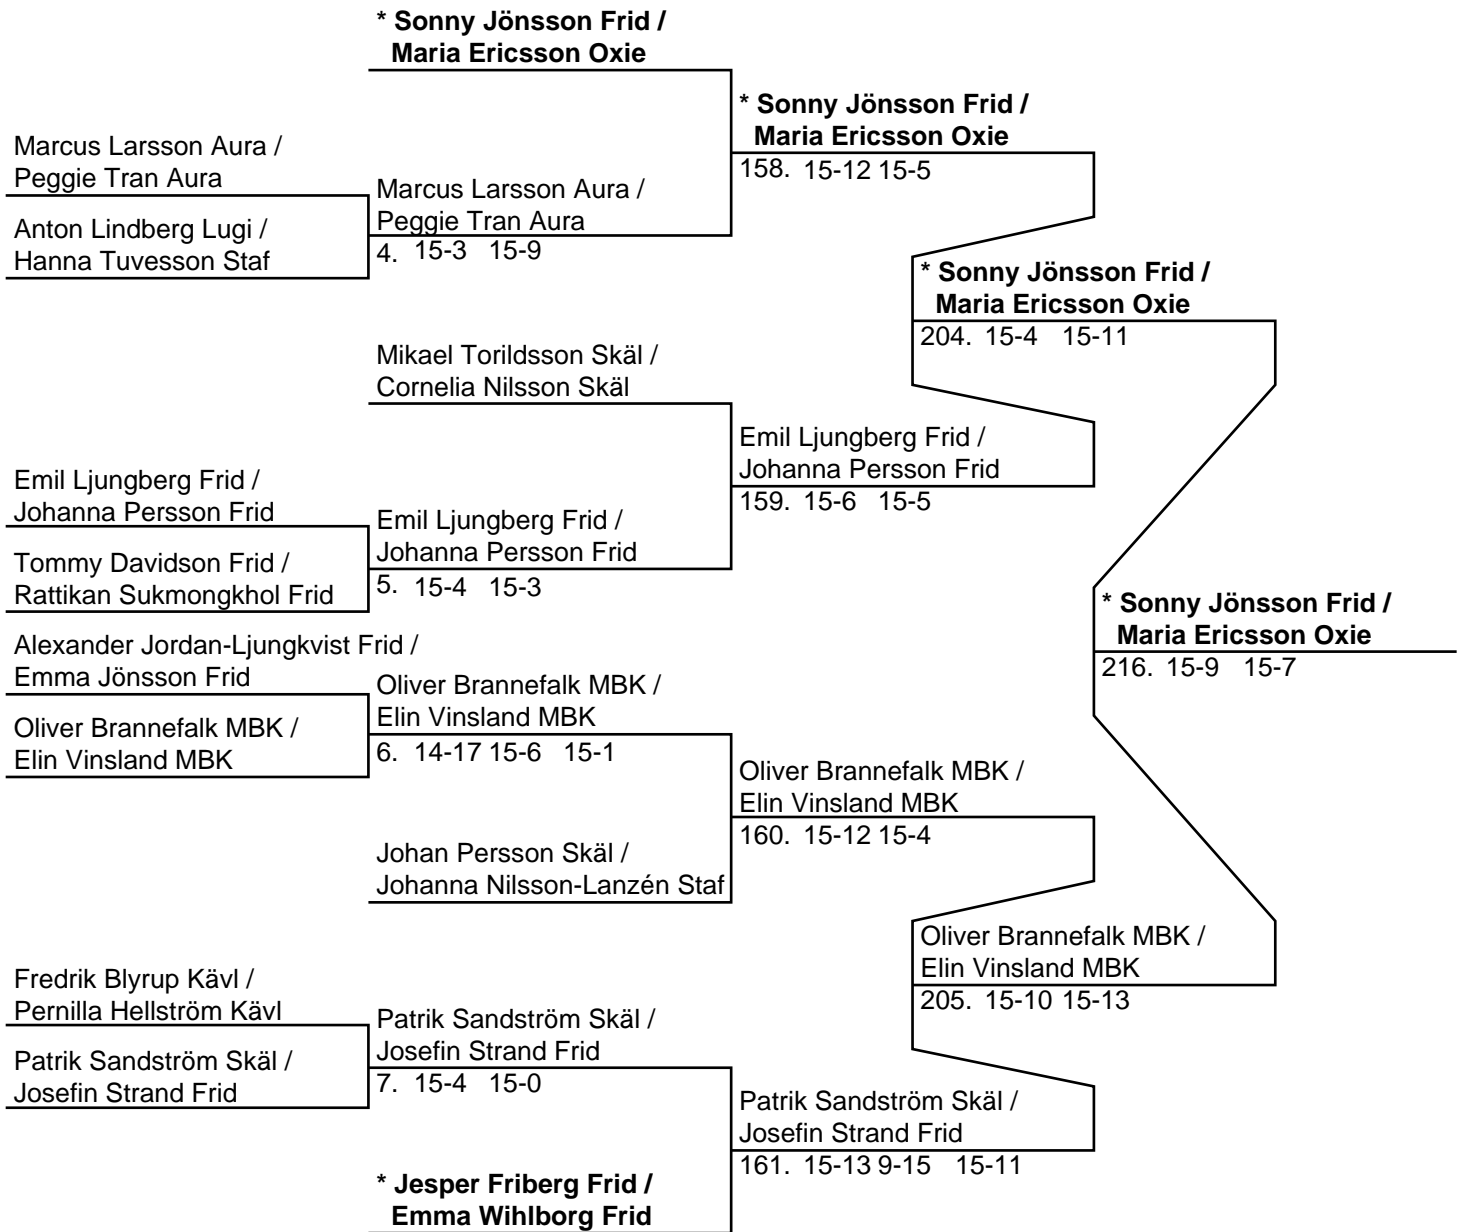 * Sonny Jönsson Frid /
Maria Ericsson Oxie
* Sonny Jönsson Frid /
Maria Ericsson Oxie
158. 15-12 15-5
Marcus Larsson Aura /
Peggie Tran Aura
Marcus Larsson Aura /
Peggie Tran Aura
4. 15-3 15-9
Anton Lindberg Lugi /
Hanna Tuvesson Staf
* Sonny Jönsson Frid /
Maria Ericsson Oxie
204. 15-4 15-11
Mikael Torildsson Skäl /
Cornelia Nilsson Skäl
Emil Ljungberg Frid /
Johanna Persson Frid
159. 15-6 15-5
Emil Ljungberg Frid /
Johanna Persson Frid
Emil Ljungberg Frid /
Johanna Persson Frid
5. 15-4 15-3
Tommy Davidson Frid /
Rattikan Sukmongkhol Frid
* Sonny Jönsson Frid /
Maria Ericsson Oxie
216. 15-9 15-7
Alexander Jordan-Ljungkvist Frid /
Emma Jönsson Frid
Oliver Brannefalk MBK /
Elin Vinsland MBK
6. 14-17 15-6 15-1
Oliver Brannefalk MBK /
Elin Vinsland MBK
Oliver Brannefalk MBK /
Elin Vinsland MBK
160. 15-12 15-4
Johan Persson Skäl /
Johanna Nilsson-Lanzén Staf
Oliver Brannefalk MBK /
Elin Vinsland MBK
205. 15-10 15-13
Fredrik Blyrup Kävl /
Pernilla Hellström Kävl
Patrik Sandström Skäl /
Josefin Strand Frid
7. 15-4 15-0
Patrik Sandström Skäl /
Josefin Strand Frid
Patrik Sandström Skäl /
Josefin Strand Frid
161. 15-13 9-15 15-11
* Jesper Friberg Frid /
Emma Wihlborg Frid